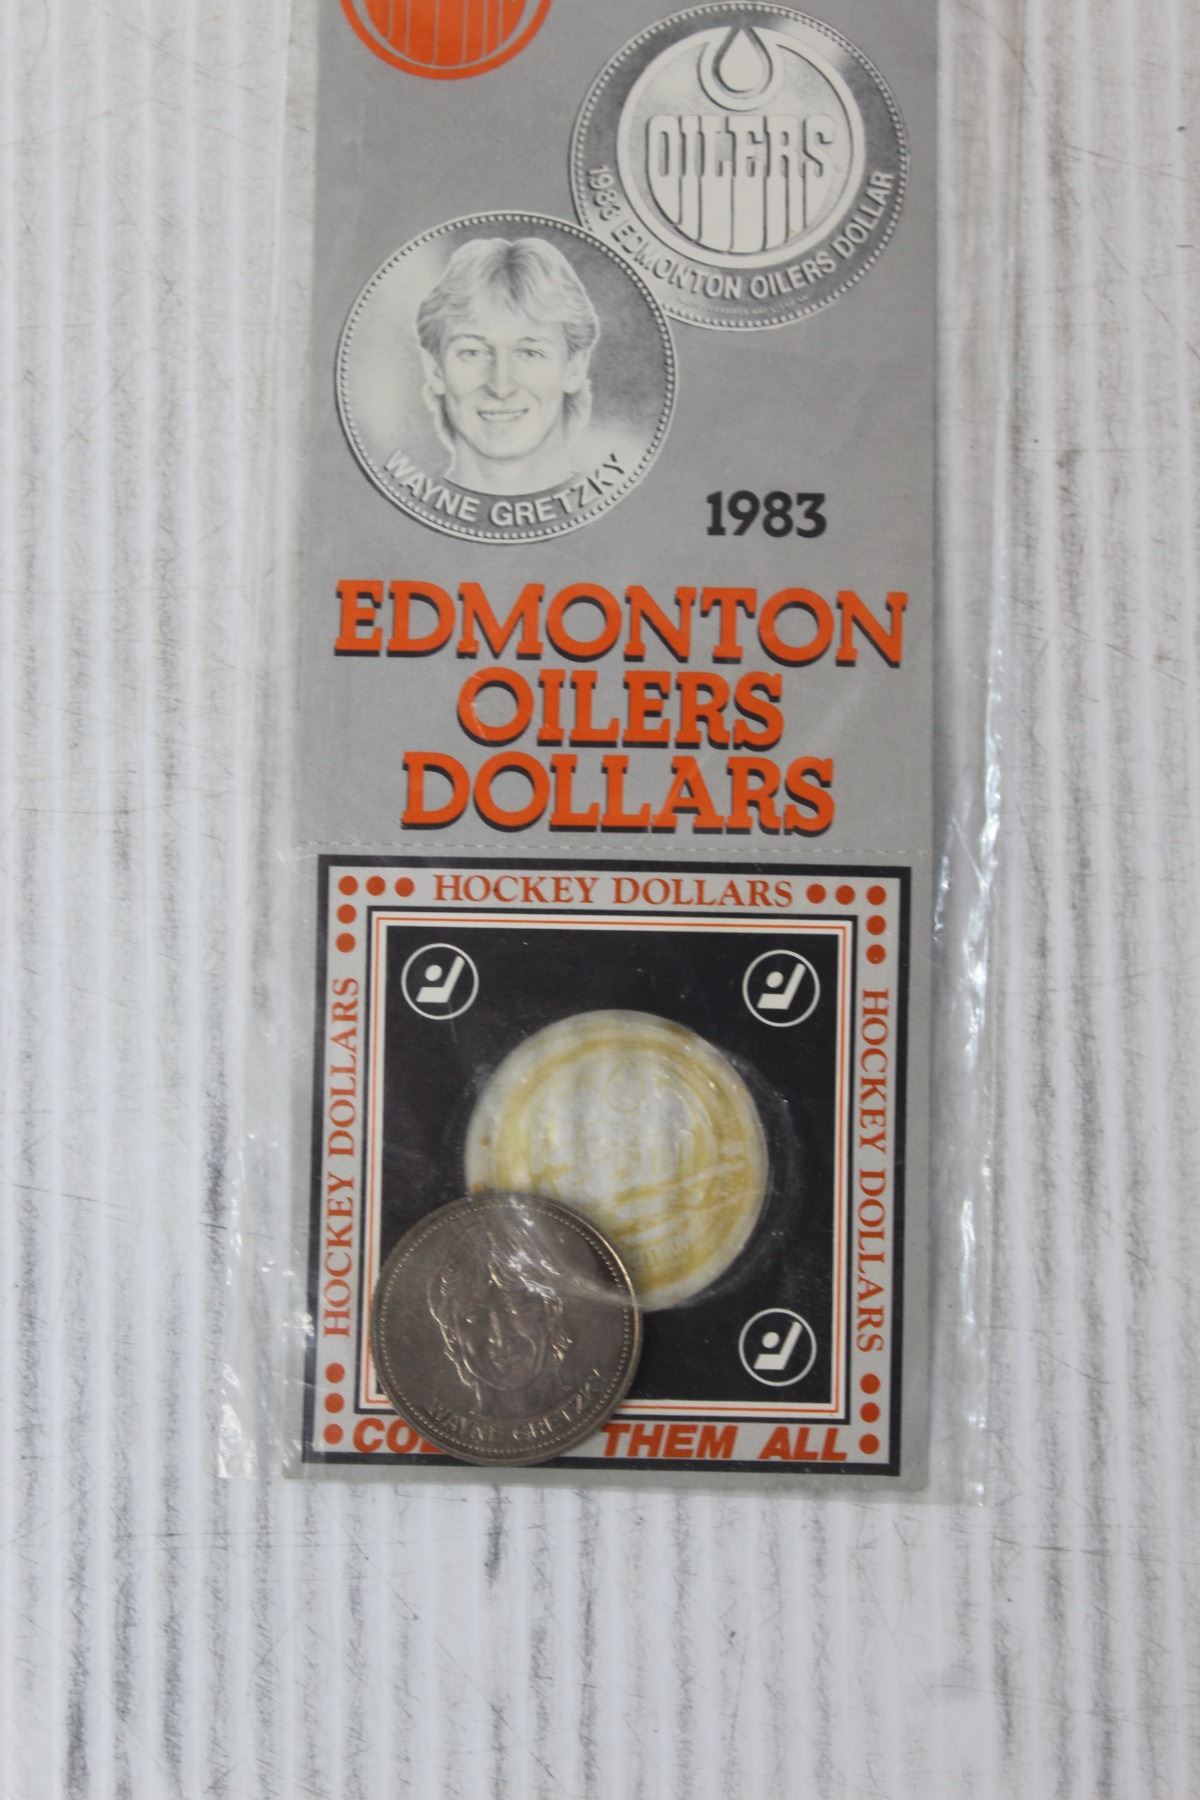 OILERS
1983 EDMONTON OILERS DOLLAR
WAYNE GRETZKY
1983
EDMONTON
OILERS
DOLLARS
HOCKEY DOLLARS
HOCKEY DOLLARS
HOCKEY DOLLARS
WAYNE GRETZKY
THEM ALL